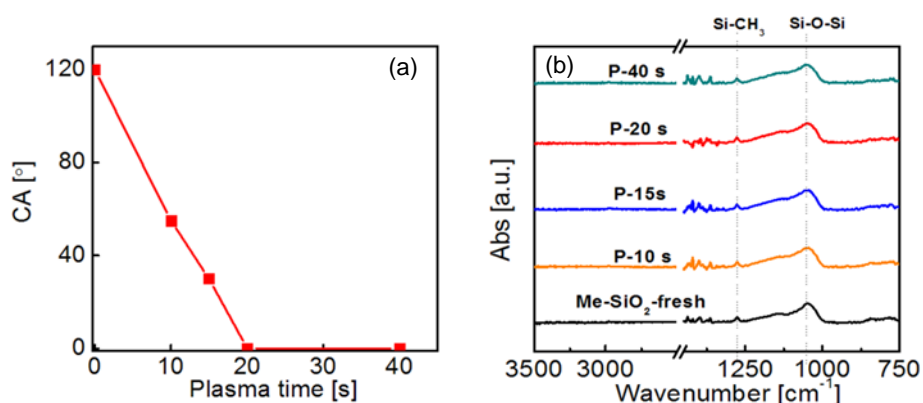 (a)
CA [°]
120
80
40
0
0 10 20 30 40
Plasma time [s]
Si-CH₃ Si-O-Si
(b)
Abs [a.u.]
P-40 s
P-20 s
P-15s
P-10 s
Me-SiO₂-fresh
3500 3000 1250 1000 750
Wavenumber [cm⁻¹]